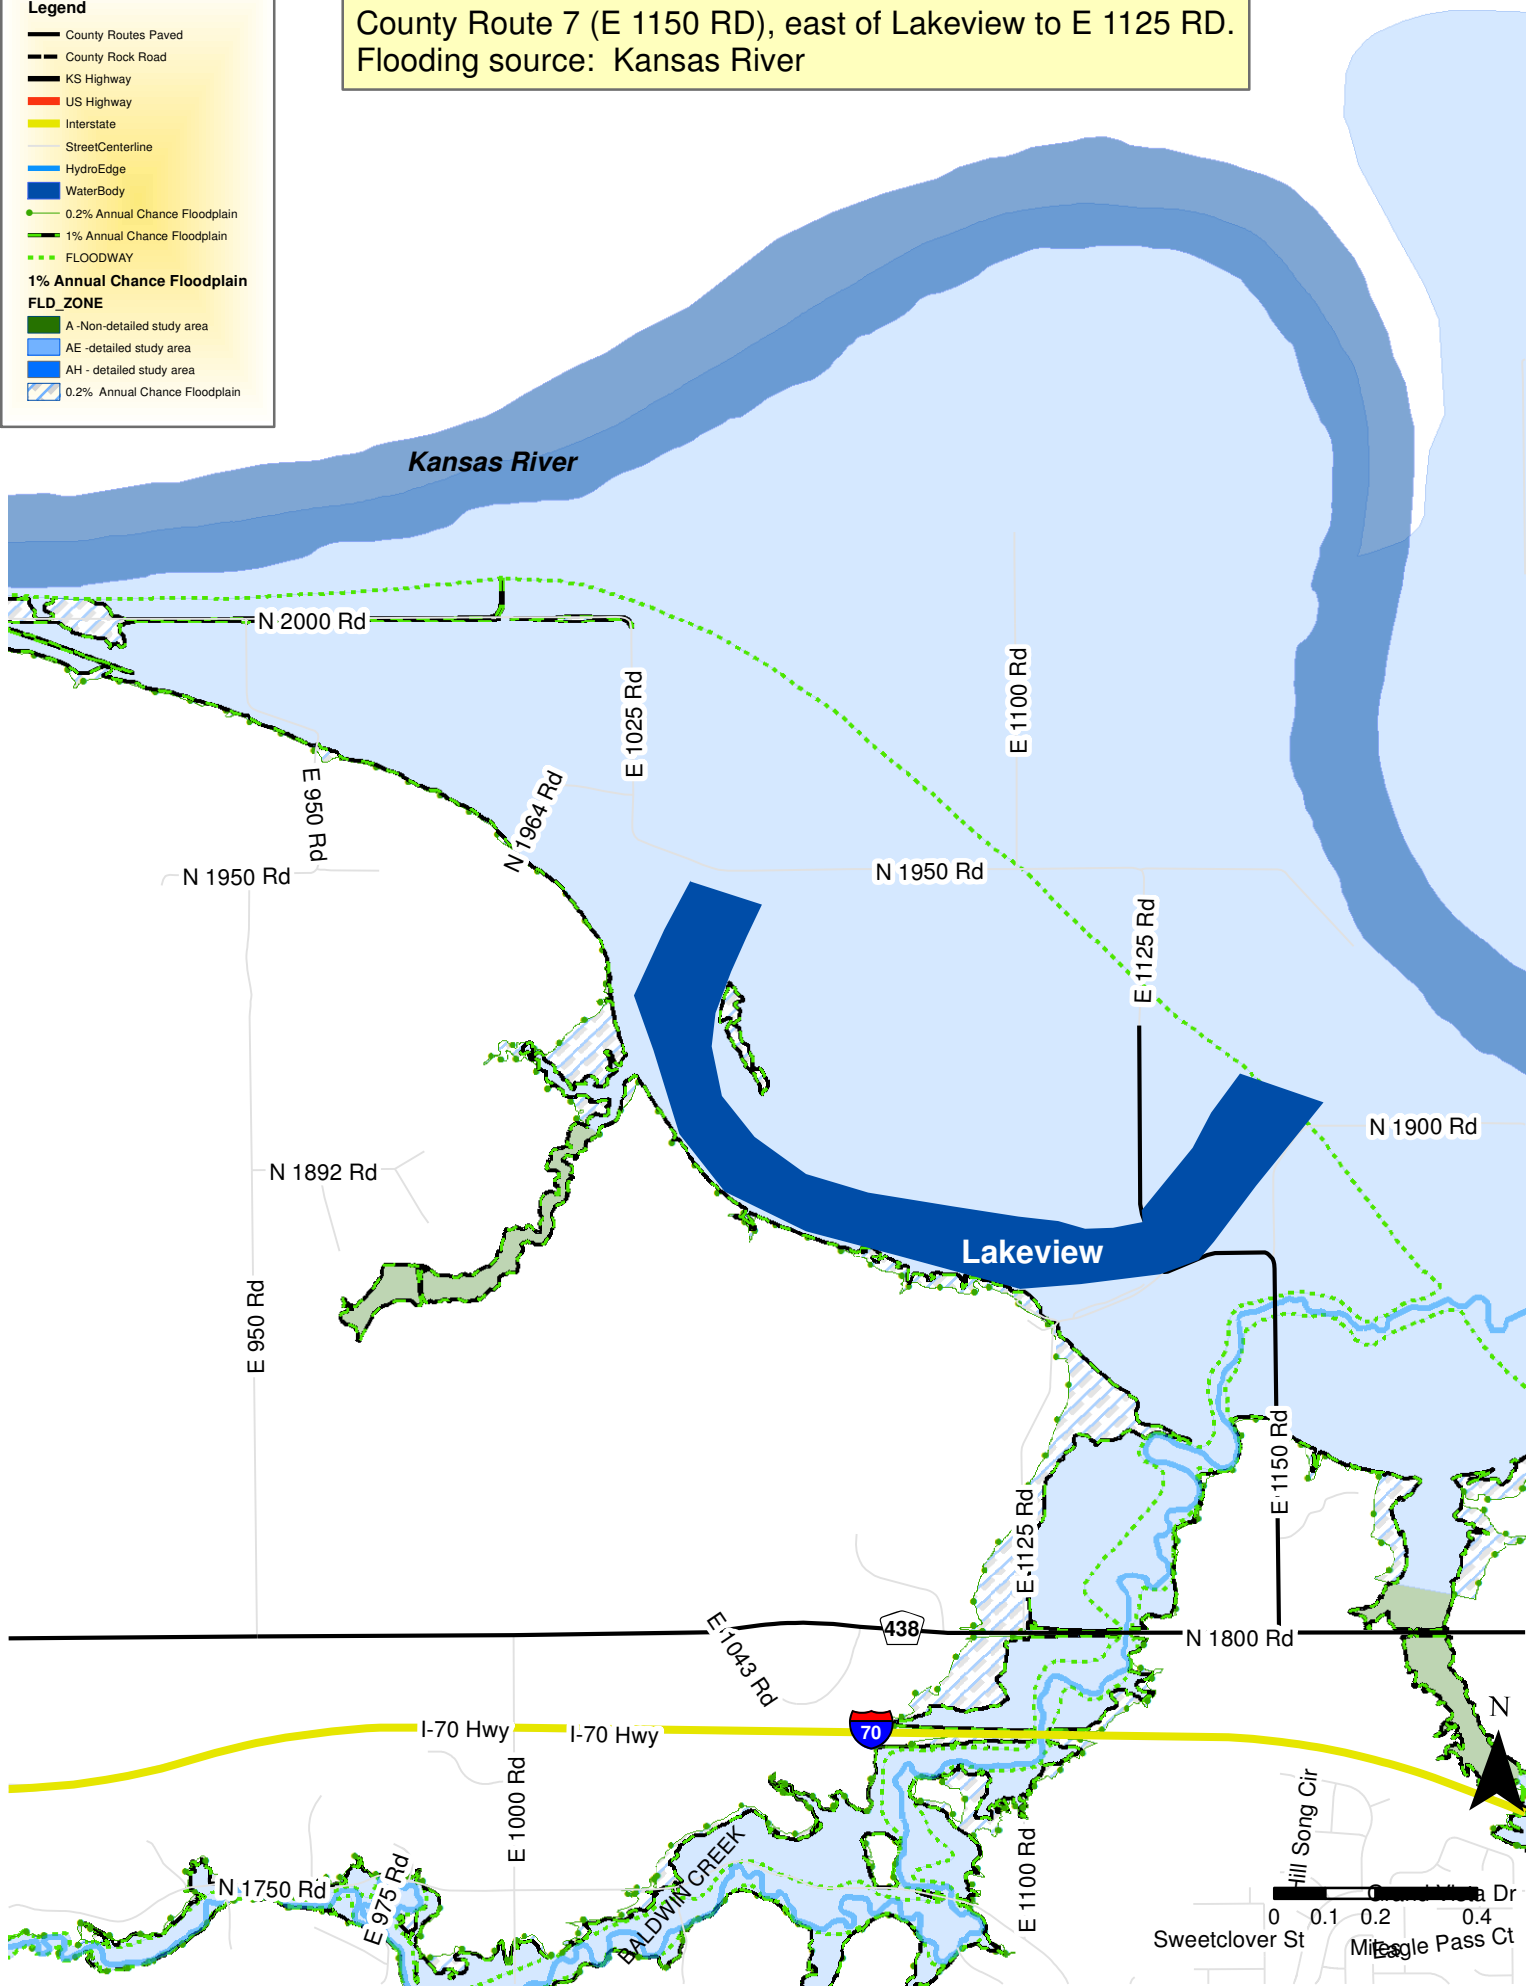 Legend
County Routes Paved
County Rock Road
KS Highway
US Highway
Interstate
StreetCenterline
HydroEdge
WaterBody
0.2% Annual Chance Floodplain
1% Annual Chance Floodplain
FLOODWAY
1% Annual Chance Floodplain
FLD_ZONE
A -Non-detailed study area
AE -detailed study area
AH - detailed study area
0.2% Annual Chance Floodplain
County Route 7 (E 1150 RD), east of Lakeview to E 1125 RD.
Flooding source: Kansas River
Kansas River
N 2000 Rd
E 1025 Rd
E 1100 Rd
E 950 Rd
N 1964 Rd
N 1950 Rd
N 1950 Rd
E 1125 Rd
N 1900 Rd
N 1892 Rd
Lakeview
E 950 Rd
E 1150 Rd
E 1125 Rd
E 1043 Rd
438
N 1800 Rd
I-70 Hwy
I-70 Hwy
70
N
E 1000 Rd
Hill Song Cir
BALDWIN CREEK
E 1100 Rd
N 1750 Rd
E 975 Rd
Grand Vista Dr
0 0.1 0.2 0.4
Miles
Sweetclover St
Eagle Pass Ct